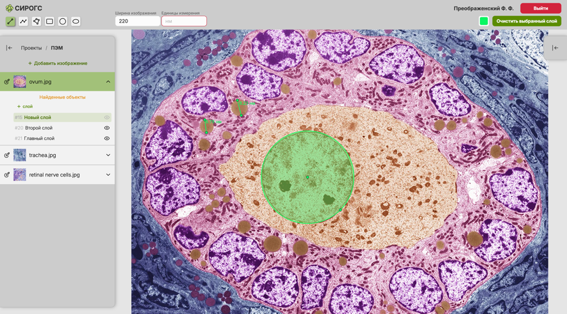 СИРОГС
Ширина изображения
220
Единицы измерения
нм
Преображенский Ф. Ф.
Выйти
Очистить выбранный слой
Проекты / ПЭМ
+ Добавить изображение
ovum.jpg
Найденные объекты
+ слой
Новый слой
Второй слой
Главный слой
trachea.jpg
retinal nerve cells.jpg